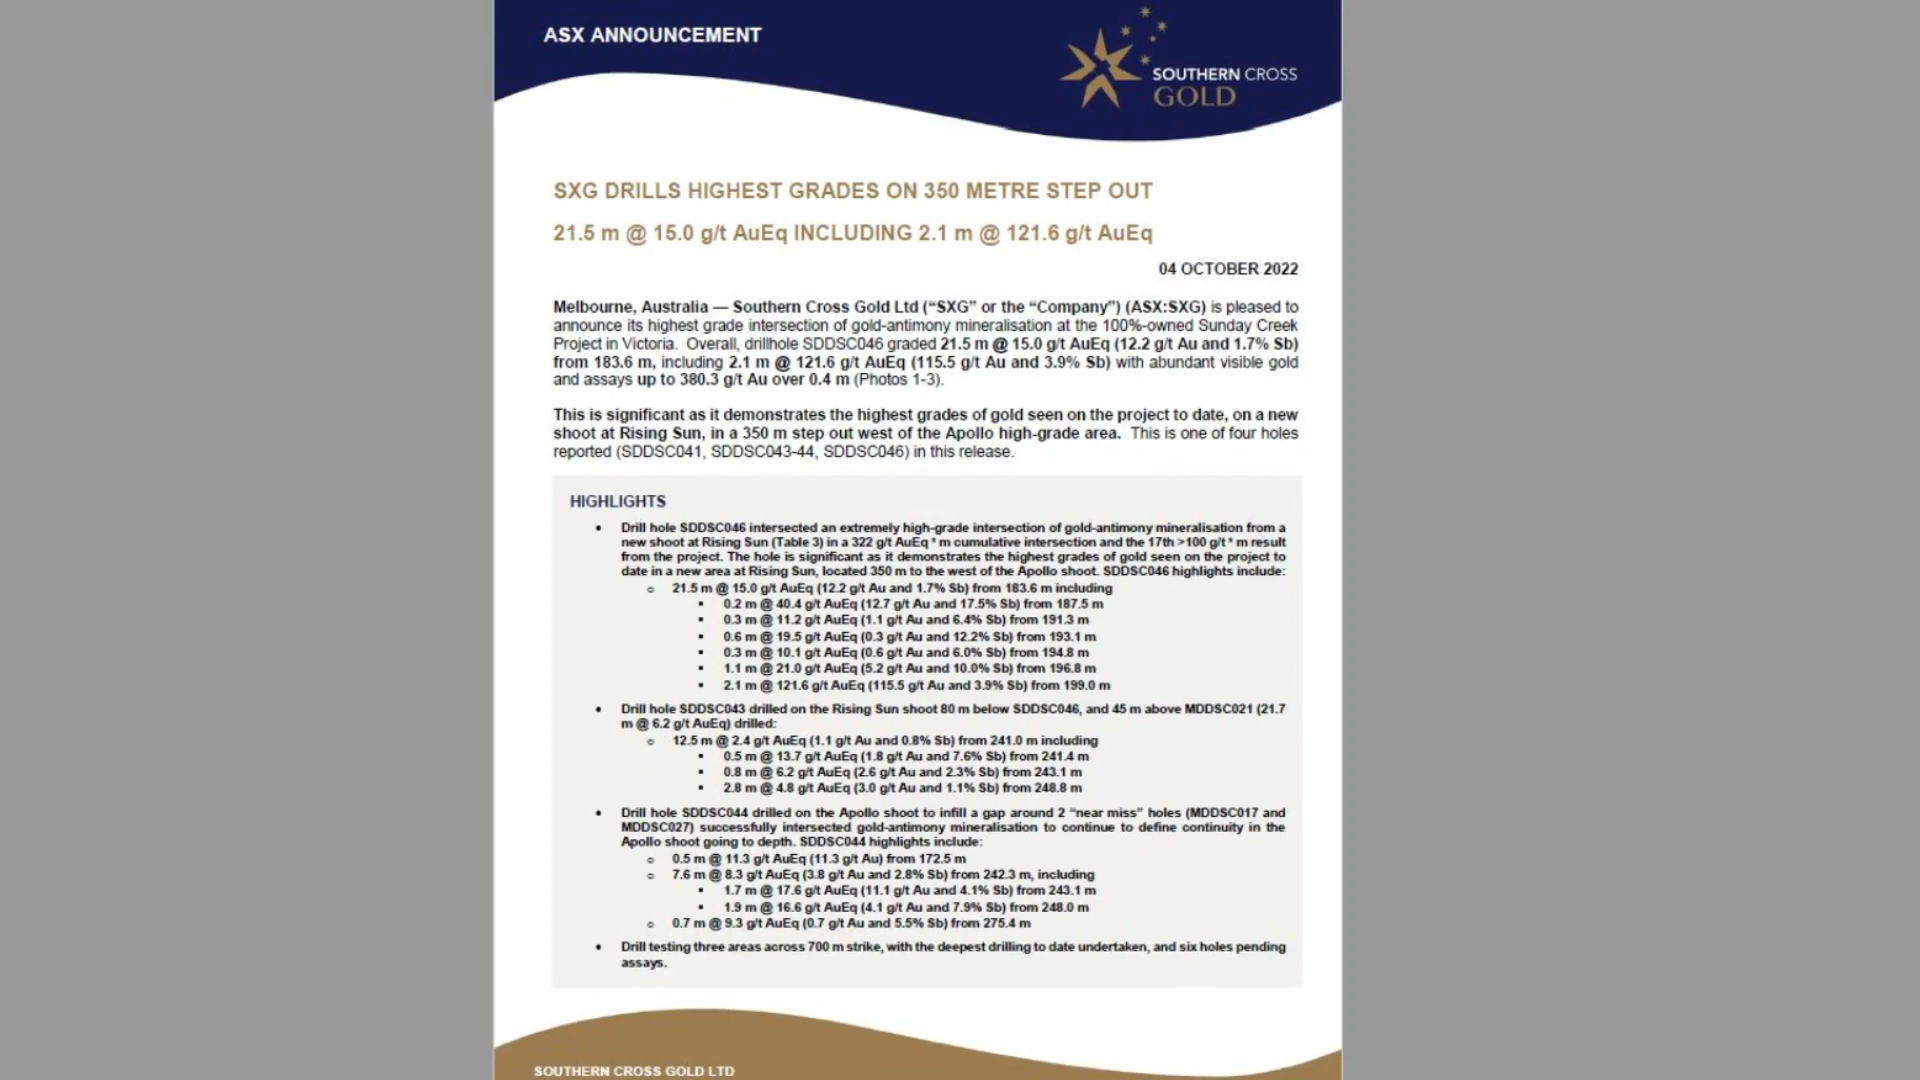 ASX ANNOUNCEMENT
SOUTHERN CROSS
GOLD
SXG DRILLS HIGHEST GRADES ON 350 METRE STEP OUT
21.5 m @ 15.0 g/t AuEq INCLUDING 2.1 m @ 121.6 g/t AuEq
04 OCTOBER 2022
Melbourne, Australia — Southern Cross Gold Ltd (“SXG” or the “Company”) (ASX:SXG) is pleased to
announce its highest grade intersection of gold-antimony mineralisation at the 100%-owned Sunday Creek
Project in Victoria. Overall, drillhole SDDSC046 graded 21.5 m @ 15.0 g/t AuEq (12.2 g/t Au and 1.7% Sb)
from 183.6 m, including 2.1 m @ 121.6 g/t AuEq (115.5 g/t Au and 3.9% Sb) with abundant visible gold
and assays up to 380.3 g/t Au over 0.4 m (Photos 1-3).
This is significant as it demonstrates the highest grades of gold seen on the project to date, on a new
shoot at Rising Sun, in a 350 m step out west of the Apollo high-grade area. This is one of four holes
reported (SDDSC041, SDDSC043-44, SDDSC046) in this release.
HIGHLIGHTS
• Drill hole SDDSC046 intersected an extremely high-grade intersection of gold-antimony mineralisation from a
new shoot at Rising Sun (Table 3) in a 322 g/t AuEq * m cumulative intersection and the 17th >100 g/t * m result
from the project. The hole is significant as it demonstrates the highest grades of gold seen on the project to
date in a new area at Rising Sun, located 350 m to the west of the Apollo shoot. SDDSC046 highlights include:
o 21.5 m @ 15.0 g/t AuEq (12.2 g/t Au and 1.7% Sb) from 183.6 m including
▪ 0.2 m @ 40.4 g/t AuEq (12.7 g/t Au and 17.5% Sb) from 187.5 m
▪ 0.3 m @ 11.2 g/t AuEq (1.1 g/t Au and 6.4% Sb) from 191.3 m
▪ 0.6 m @ 19.5 g/t AuEq (0.3 g/t Au and 12.2% Sb) from 193.1 m
▪ 0.3 m @ 10.1 g/t AuEq (0.6 g/t Au and 6.0% Sb) from 194.8 m
▪ 1.1 m @ 21.0 g/t AuEq (5.2 g/t Au and 10.0% Sb) from 196.8 m
▪ 2.1 m @ 121.6 g/t AuEq (115.5 g/t Au and 3.9% Sb) from 199.0 m
• Drill hole SDDSC043 drilled on the Rising Sun shoot 80 m below SDDSC046, and 45 m above MDDSC021 (21.7
m @ 6.2 g/t AuEq) drilled:
o 12.5 m @ 2.4 g/t AuEq (1.1 g/t Au and 0.8% Sb) from 241.0 m including
▪ 0.5 m @ 13.7 g/t AuEq (1.8 g/t Au and 7.6% Sb) from 241.4 m
▪ 0.8 m @ 6.2 g/t AuEq (2.6 g/t Au and 2.3% Sb) from 243.1 m
▪ 2.8 m @ 4.8 g/t AuEq (3.0 g/t Au and 1.1% Sb) from 248.8 m
• Drill hole SDDSC044 drilled on the Apollo shoot to infill a gap around 2 “near miss” holes (MDDSC017 and
MDDSC027) successfully intersected gold-antimony mineralisation to continue to define continuity in the
Apollo shoot going to depth. SDDSC044 highlights include:
o 0.5 m @ 11.3 g/t AuEq (11.3 g/t Au) from 172.5 m
o 7.6 m @ 8.3 g/t AuEq (3.8 g/t Au and 2.8% Sb) from 242.3 m, including
▪ 1.7 m @ 17.6 g/t AuEq (11.1 g/t Au and 4.1% Sb) from 243.1 m
▪ 1.9 m @ 16.6 g/t AuEq (4.1 g/t Au and 7.9% Sb) from 248.0 m
o 0.7 m @ 9.3 g/t AuEq (0.7 g/t Au and 5.5% Sb) from 275.4 m
• Drill testing three areas across 700 m strike, with the deepest drilling to date undertaken, and six holes pending
assays.
SOUTHERN CROSS GOLD LTD